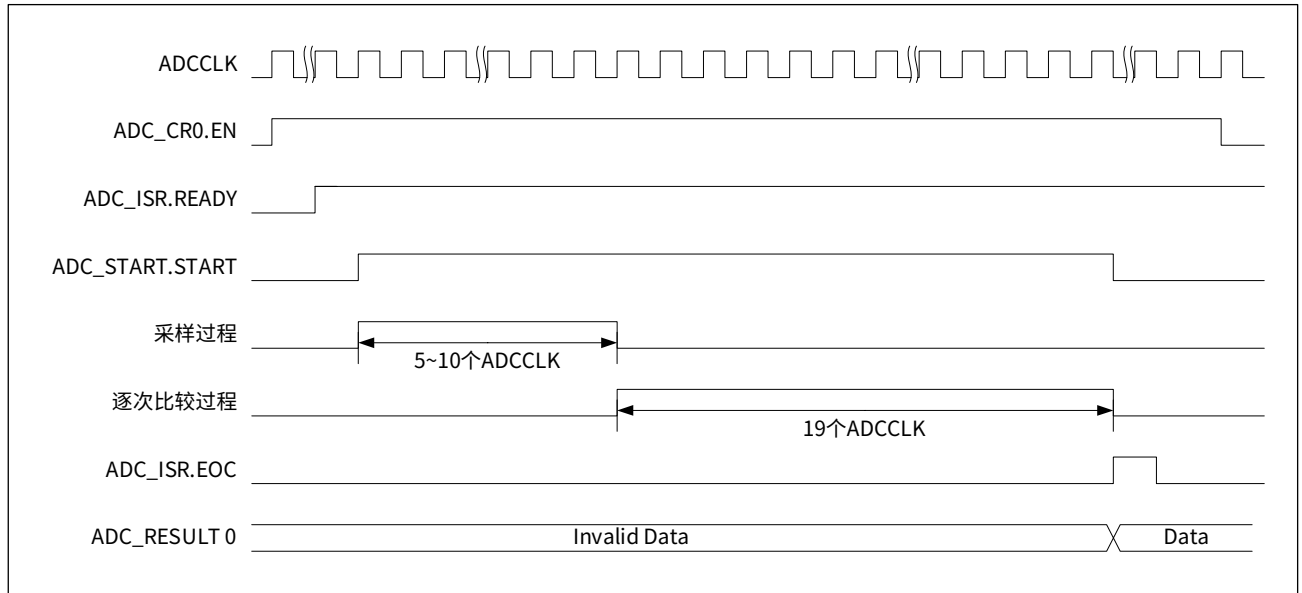 ADCCLK
ADC_CR0.EN
ADC_ISR.READY
ADC_START.START
采样过程
5~10个ADCCLK
逐次比较过程
19个ADCCLK
ADC_ISR.EOC
ADC_RESULT 0 Invalid Data Data